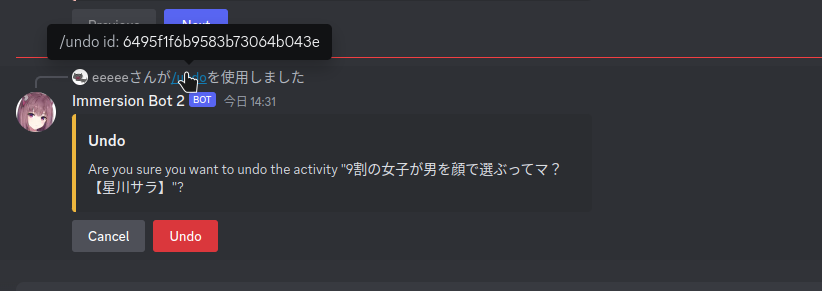 Previous
Next
/undo id: 6495f1f6b9583b73064b043e
eeeeeさんが/undoを使用しました
Immersion Bot 2 BOT 今日 14:31
Undo
Are you sure you want to undo the activity "9割の女子が男を顔で選ぶってマ？
【星川サラ】"?
Cancel
Undo